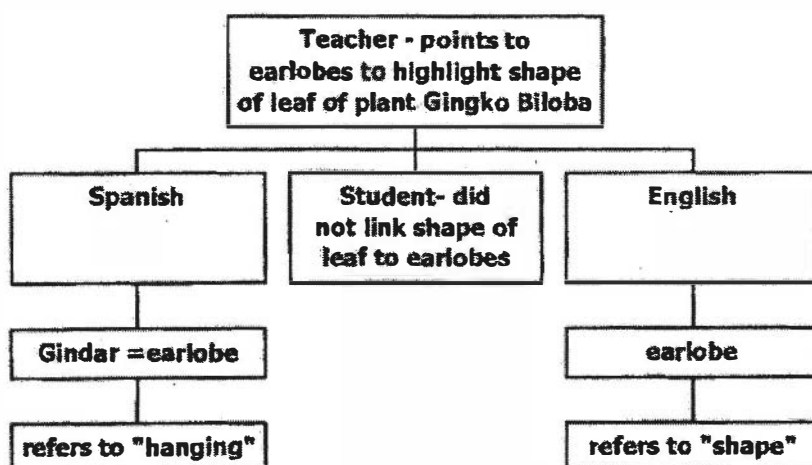 Teacher - points to
earlobes to highlight shape
of leaf of plant Gingko Biloba
Spanish
Student- did
not link shape of
leaf to earlobes
English
Gindar =earlobe
earlobe
refers to "hanging"
refers to "shape"